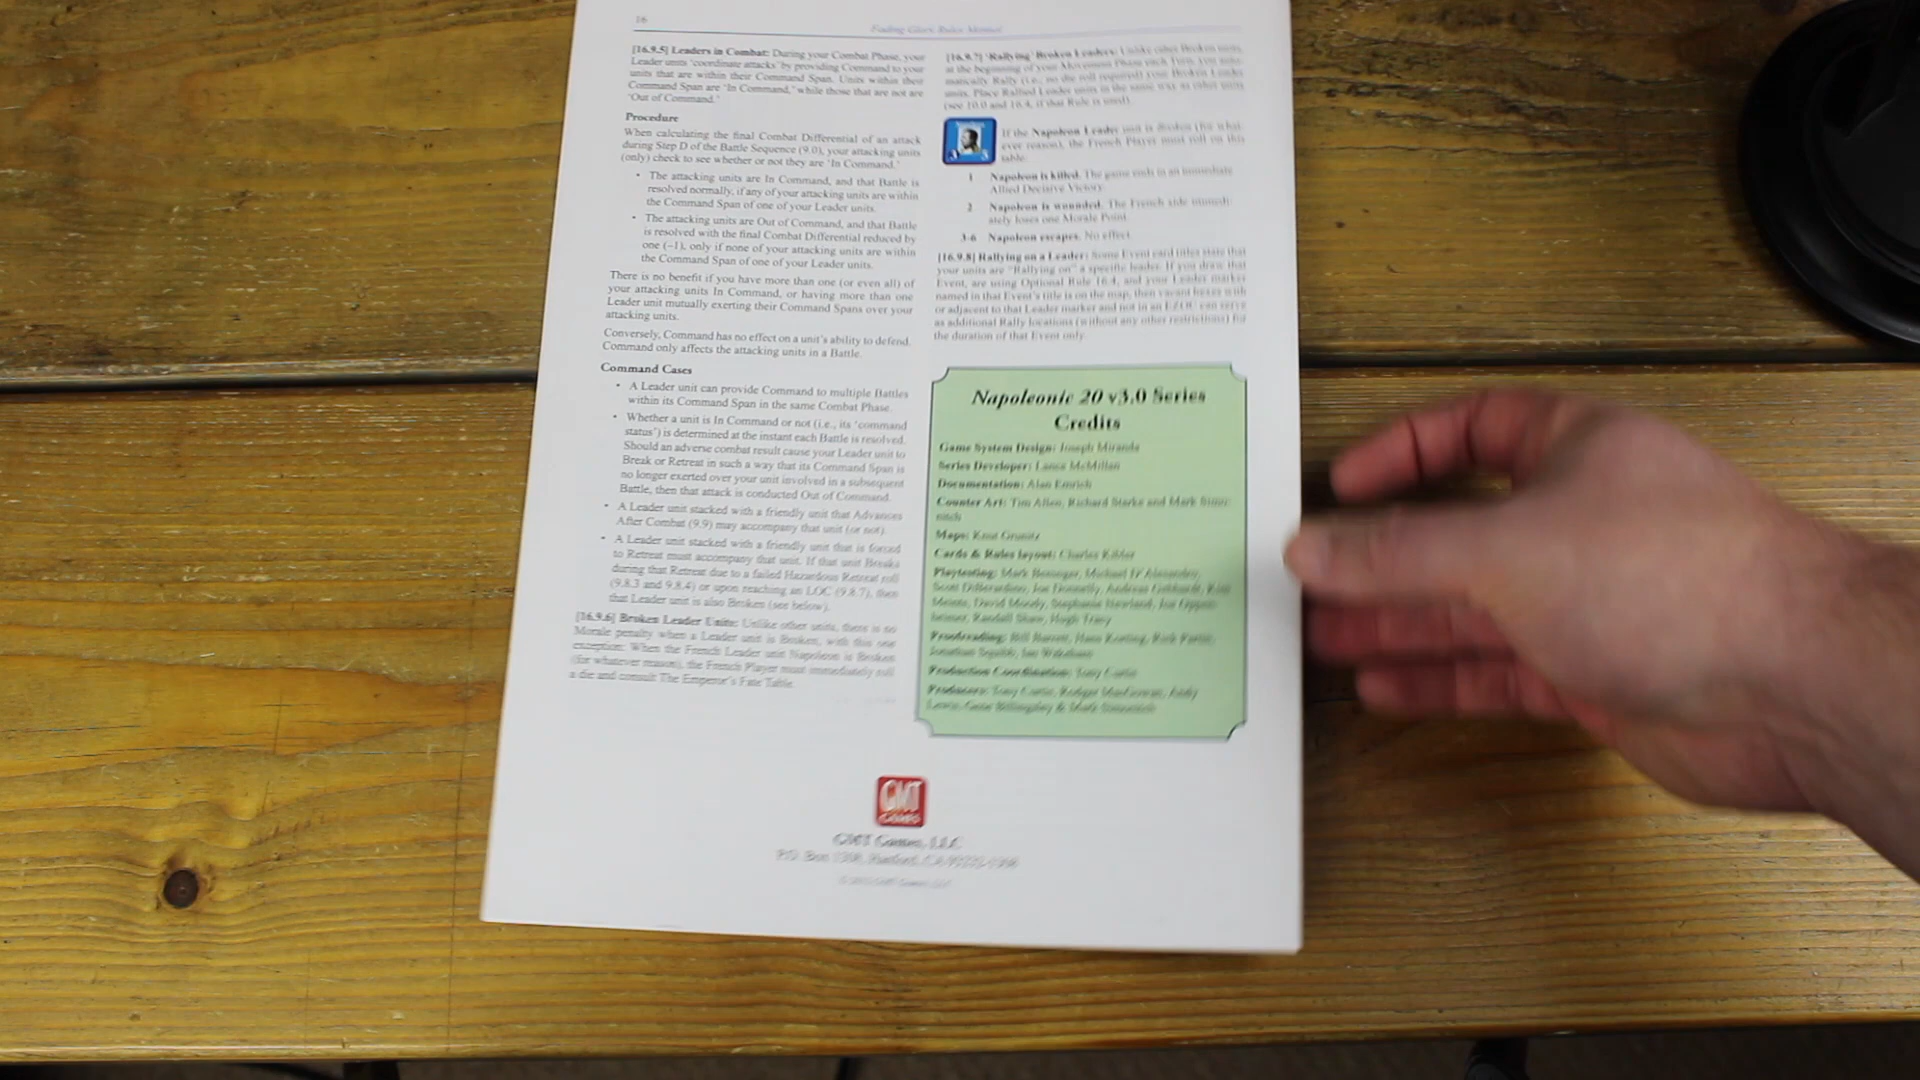 16
Fading Glory Rules Manual
[16.9.5] Leaders in Combat: During your Combat Phase, your
Leader units 'coordinate attacks' by providing Command to your
units that are within their Command Span. Units within their
Command Span are 'In Command,' while those that are not are
'Out of Command.'
Procedure
When calculating the final Combat Differential of an attack
during Step D of the Battle Sequence (9.0), your attacking units
(only) check to see whether or not they are 'In Command.'
• The attacking units are In Command, and that Battle is
resolved normally, if any of your attacking units are within
the Command Span of one of your Leader units.
• The attacking units are Out of Command, and that Battle
is resolved with the final Combat Differential reduced by
one (–1), only if none of your attacking units are within
the Command Span of one of your Leader units.
There is no benefit if you have more than one (or even all) of
your attacking units In Command, or having more than one
Leader unit mutually exerting their Command Spans over your
attacking units.
Conversely, Command has no effect on a unit's ability to defend.
Command only affects the attacking units in a Battle.
Command Cases
• A Leader unit can provide Command to multiple Battles
within its Command Span in the same Combat Phase.
• Whether a unit is In Command or not (i.e., its 'command
status') is determined at the instant each Battle is resolved.
Should an adverse combat result cause your Leader unit to
Break or Retreat in such a way that its Command Span is
no longer exerted over your unit involved in a subsequent
Battle, then that attack is conducted Out of Command.
• A Leader unit stacked with a friendly unit that Advances
After Combat (9.9) may accompany that unit (or not).
• A Leader unit stacked with a friendly unit that is forced
to Retreat must accompany that unit. If that unit Breaks
during that Retreat due to a failed Hazardous Retreat roll
(9.8.3 and 9.8.4) or upon reaching an LOC (9.8.7), then
that Leader unit is also Broken (see below).
[16.9.6] Broken Leader Units: Unlike other units, there is no
Morale penalty when a Leader unit is Broken, with this one
exception: When the French Leader unit Napoleon is Broken
(for whatever reason), the French Player must immediately roll
a die and consult The Emperor's Fate Table.
[16.9.7] 'Rallying' Broken Leaders: Unlike other Broken units,
at the beginning of your Movement Phase each Turn, you
Rally (i.e., no die roll required) your Broken Leader
units. Place Rallied Leader units in the same way as other units
(see 10.0 and 16.4, if that Rule is used).
3 3
If the Napoleon Leader unit is Broken (for what-
ever reason), the French Player must roll on this
table.
1 Napoleon is killed. The game ends in an immediate
Allied Decisive Victory.
2 Napoleon is wounded. The French side immedi-
ately loses one Morale Point.
3-6 Napoleon escapes. No effect.
[16.9.8] Rallying on a Leader: Some Event card titles state that
your units are "Rallying on" a specific leader. If you draw that
Event, are using Optional Rule 16.4, and your Leader marker
named in that Event's title is on the map, then vacant hexes with
or adjacent to that Leader marker and not in an EZOC can serve
as additional Rally locations (without any other restrictions) for
the duration of that Event only.
Napoleonic 20 v3.0 Series
Credits
Game System Design: Joseph Miranda
Series Developer: Lance McMillan
Documentation: Alan Emrich
Counter Art: Tim Allen, Richard Starke and Mark Simo-
nitch
Maps: Knut Grunitz
Cards & Rules layout: Charles Kibler
Playtesting: Mark
Scott Joe Donnelly, Andreas
David Moody, Stephanie Newland, Joe Oppen-
heimer, Randall Shaw, Hugh Tracy
Proofreading: Bill Barrett, Hans Korting, Rick
Jonathan Squibb,
Production Coordination: Tony Curtis
Producers: Tony Curtis, Rodger MacGowan, Andy
Lewis, Gene Billingsley & Mark Simonitch
GMT
GAMES
GMT Games, LLC
P.O. Box 1308, Hanford, CA
GMT Games, LLC